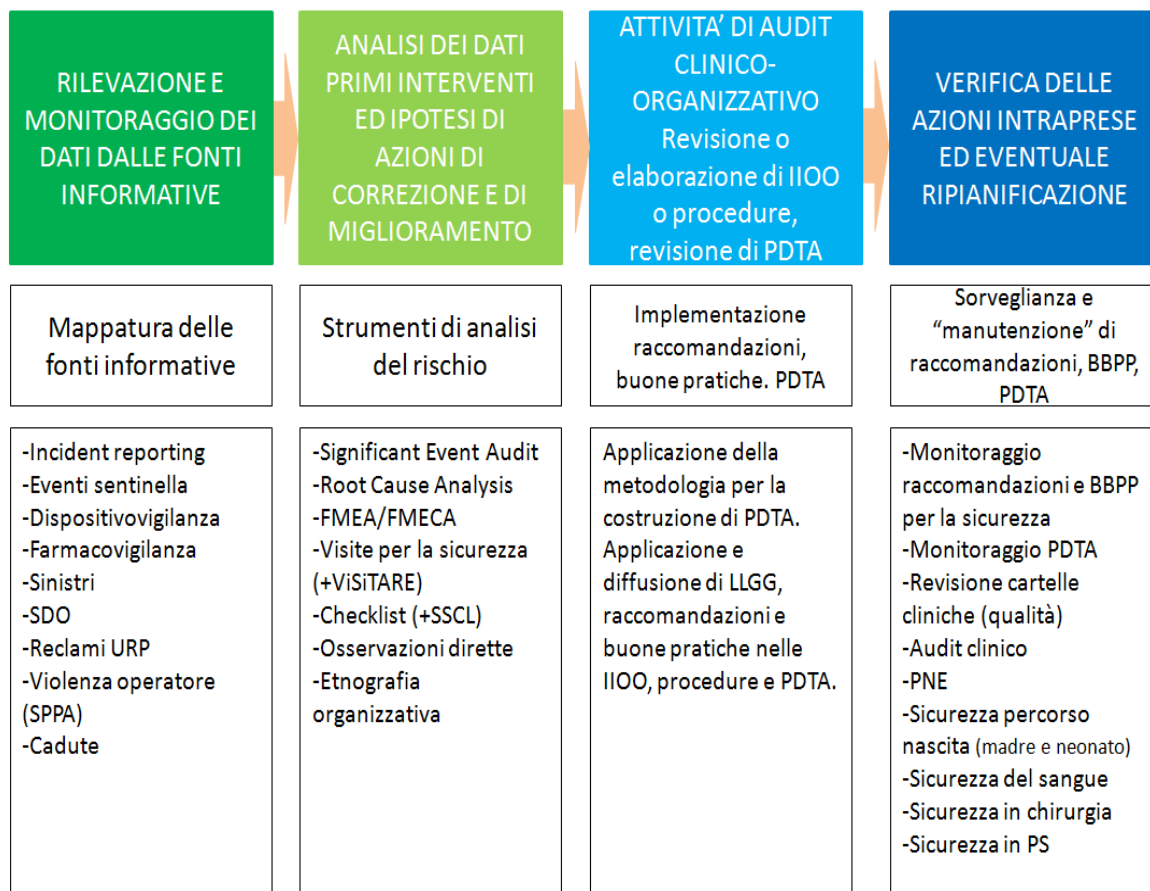 RILEVAZIONE E
MONITORAGGIO DEI
DATI DALLE FONTI
INFORMATIVE
Mappatura delle
fonti informative
-Incident reporting
-Eventi sentinella
-Dispositivovigilanza
-Farmacovigilanza
-Sinistri
-SDO
-Reclami URP
-Violenza operatore
(SPPA)
-Cadute
ANALISI DEI DATI
PRIMI INTERVENTI
ED IPOTESI DI
AZIONI DI
CORREZIONE E DI
MIGLIORAMENTO
Strumenti di analisi
del rischio
-Significant Event Audit
-Root Cause Analysis
-FMEA/FMECA
-Visite per la sicurezza
(+ViSiTARE)
-Checklist (+SSCL)
-Osservazioni dirette
-Etnografia
organizzativa
ATTIVITA’ DI AUDIT
CLINICO-
ORGANIZZATIVO
Revisione o
elaborazione di IIOO
o procedure,
revisione di PDTA
Implementazione
raccomandazioni,
buone pratiche. PDTA
Applicazione della
metodologia per la
costruzione di PDTA.
Applicazione e
diffusione di LLGG,
raccomandazioni e
buone pratiche nelle
IIOO, procedure e PDTA.
VERIFICA DELLE
AZIONI INTRAPRESE
ED EVENTUALE
RIPIANIFICAZIONE
Sorveglianza e
“manutenzione” di
raccomandazioni, BBPP,
PDTA
-Monitoraggio
raccomandazioni e BBPP
per la sicurezza
-Monitoraggio PDTA
-Revisione cartelle
cliniche (qualità)
-Audit clinico
-PNE
-Sicurezza percorso
nascita (madre e neonato)
-Sicurezza del sangue
-Sicurezza in chirurgia
-Sicurezza in PS